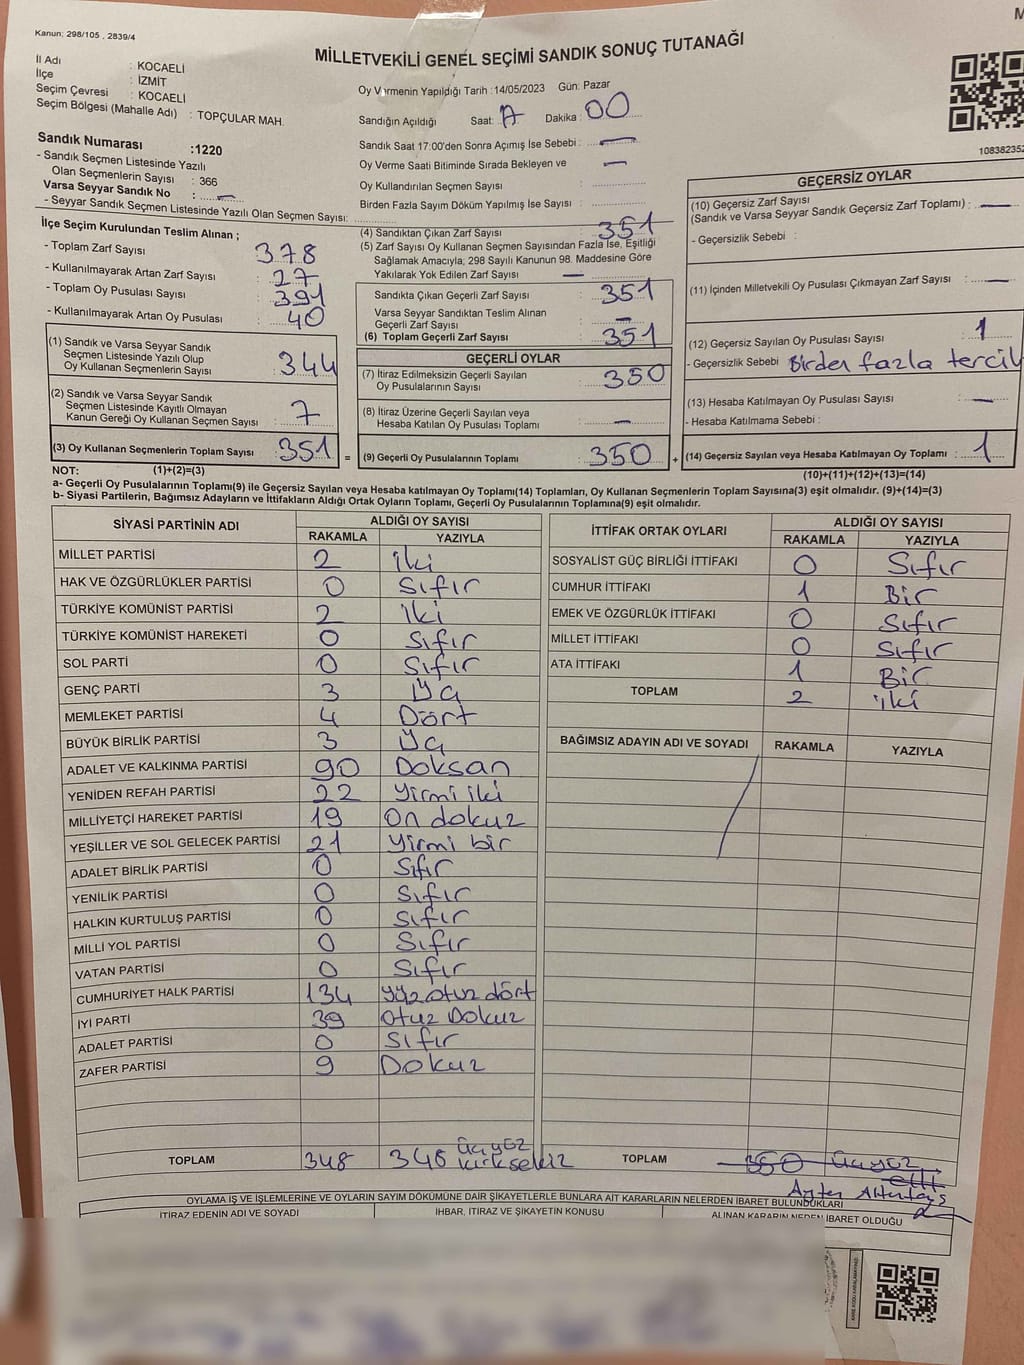 Kanun: 298/105 , 2839/4
M
MİLLETVEKİLİ GENEL SEÇİMİ SANDIK SONUÇ TUTANAĞI
İl Adı : KOCAELİ
İlçe : İZMİT
Seçim Çevresi : KOCAELİ
Seçim Bölgesi (Mahalle Adı) : TOPÇULAR MAH.
Sandık Numarası :1220
- Sandık Seçmen Listesinde Yazılı
Olan Seçmenlerin Sayısı : 366
Varsa Seyyar Sandık No : —
- Seyyar Sandık Seçmen Listesinde Yazılı Olan Seçmen Sayısı:
Oy Vermenin Yapıldığı Tarih :14/05/2023 Gün: Pazar
Sandığın Açıldığı Saat: Dakika : 00
Sandık Saat 17:00'den Sonra Açımış İse Sebebi : —
Oy Verme Saati Bitiminde Sırada Bekleyen ve —
Oy Kullandırılan Seçmen Sayısı :
Birden Fazla Sayım Döküm Yapılmış İse Sayısı :
10838235
İlçe Seçim Kurulundan Teslim Alınan ;
- Toplam Zarf Sayısı : 378
- Kullanılmayarak Artan Zarf Sayısı : 27
- Toplam Oy Pusulası Sayısı : 391
- Kullanılmayarak Artan Oy Pusulası : 40
(1) Sandık ve Varsa Seyyar Sandık
Seçmen Listesinde Yazılı Olup
Oy Kullanan Seçmenlerin Sayısı : 344
(2) Sandık ve Varsa Seyyar Sandık
Seçmen Listesinde Kayıtlı Olmayan
Kanun Gereği Oy Kullanan Seçmen Sayısı : 7
(3) Oy Kullanan Seçmenlerin Toplam Sayısı : 351 =
(4) Sandıktan Çıkan Zarf Sayısı : 351
(5) Zarf Sayısı Oy Kullanan Seçmen Sayısından Fazla İse, Eşitliği
Sağlamak Amacıyla; 298 Sayılı Kanunun 98. Maddesine Göre
Yakılarak Yok Edilen Zarf Sayısı : —
Sandıkta Çıkan Geçerli Zarf Sayısı : 351
Varsa Seyyar Sandıktan Teslim Alınan
Geçerli Zarf Sayısı : —
(6) Toplam Geçerli Zarf Sayısı : 351
GEÇERLİ OYLAR
(7) İtiraz Edilmeksizin Geçerli Sayılan
Oy Pusulalarının Sayısı : 350
(8) İtiraz Üzerine Geçerli Sayılan veya
Hesaba Katılan Oy Pusulası Toplamı : —
(9) Geçerli Oy Pusulalarının Toplamı : 350 +
GEÇERSİZ OYLAR
(10) Geçersiz Zarf Sayısı
(Sandık ve Varsa Seyyar Sandık Geçersiz Zarf Toplamı) : —
- Geçersizlik Sebebi :
(11) İçinden Milletvekili Oy Pusulası Çıkmayan Zarf Sayısı : —
(12) Geçersiz Sayılan Oy Pusulası Sayısı : 1
- Geçersizlik Sebebi : Birden fazla tercih
(13) Hesaba Katılmayan Oy Pusulası Sayısı : —
- Hesaba Katılmama Sebebi :
(14) Geçersiz Sayılan veya Hesaba Katılmayan Oy Toplamı : 1
NOT: (1)+(2)=(3) (10)+(11)+(12)+(13)=(14)
a- Geçerli Oy Pusulalarının Toplamı(9) ile Geçersiz Sayılan veya Hesaba katılmayan Oy Toplamı(14) Toplamları, Oy Kullanan Seçmenlerin Toplam Sayısına(3) eşit olmalıdır. (9)+(14)=(3)
b- Siyasi Partilerin, Bağımsız Adayların ve İttifakların Aldığı Ortak Oyların Toplamı, Geçerli Oy Pusulalarının Toplamına(9) eşit olmalıdır.
SİYASİ PARTİNİN ADI ALDIĞI OY SAYISI
RAKAMLA YAZIYLA
MİLLET PARTİSİ 2 iki
HAK VE ÖZGÜRLÜKLER PARTİSİ 0 Sıfır
TÜRKİYE KOMÜNİST PARTİSİ 2 iki
TÜRKİYE KOMÜNİST HAREKETİ 0 Sıfır
SOL PARTİ 0 Sıfır
GENÇ PARTİ 3 Üç
MEMLEKET PARTİSİ 4 Dört
BÜYÜK BİRLİK PARTİSİ 3 Üç
ADALET VE KALKINMA PARTİSİ 90 Doksan
YENİDEN REFAH PARTİSİ 22 Yirmi iki
MİLLİYETÇİ HAREKET PARTİSİ 19 On dokuz
YEŞİLLER VE SOL GELECEK PARTİSİ 21 Yirmi bir
ADALET BİRLİK PARTİSİ 0 Sıfır
YENİLİK PARTİSİ 0 Sıfır
HALKIN KURTULUŞ PARTİSİ 0 Sıfır
MİLLİ YOL PARTİSİ 0 Sıfır
VATAN PARTİSİ 0 Sıfır
CUMHURİYET HALK PARTİSİ 134 yüz otuz dört
İYİ PARTİ 39 Otuz Dokuz
ADALET PARTİSİ 0 Sıfır
ZAFER PARTİSİ 9 Dokuz
TOPLAM 348 348 Üçyüz kırksekiz
İTTİFAK ORTAK OYLARI ALDIĞI OY SAYISI
RAKAMLA YAZIYLA
SOSYALİST GÜÇ BİRLİĞİ İTTİFAKI 0 Sıfır
CUMHUR İTTİFAKI 1 Bir
EMEK VE ÖZGÜRLÜK İTTİFAKI 0 Sıfır
MİLLET İTTİFAKI 0 Sıfır
ATA İTTİFAKI 1 Bir
TOPLAM 2 iki
BAĞIMSIZ ADAYIN ADI VE SOYADI RAKAMLA YAZIYLA
TOPLAM 350 Üçyüz elli
OYLAMA İŞ VE İŞLEMLERİNE VE OYLARIN SAYIM DÖKÜMÜNE DAİR ŞİKAYETLERLE BUNLARA AİT KARARLARIN NELERDEN İBARET BULUNDUKLARI
İTİRAZ EDENİN ADI VE SOYADI İHBAR, İTİRAZ VE ŞİKAYETİN KONUSU ALINAN KARARIN NEDEN İBARET OLDUĞU